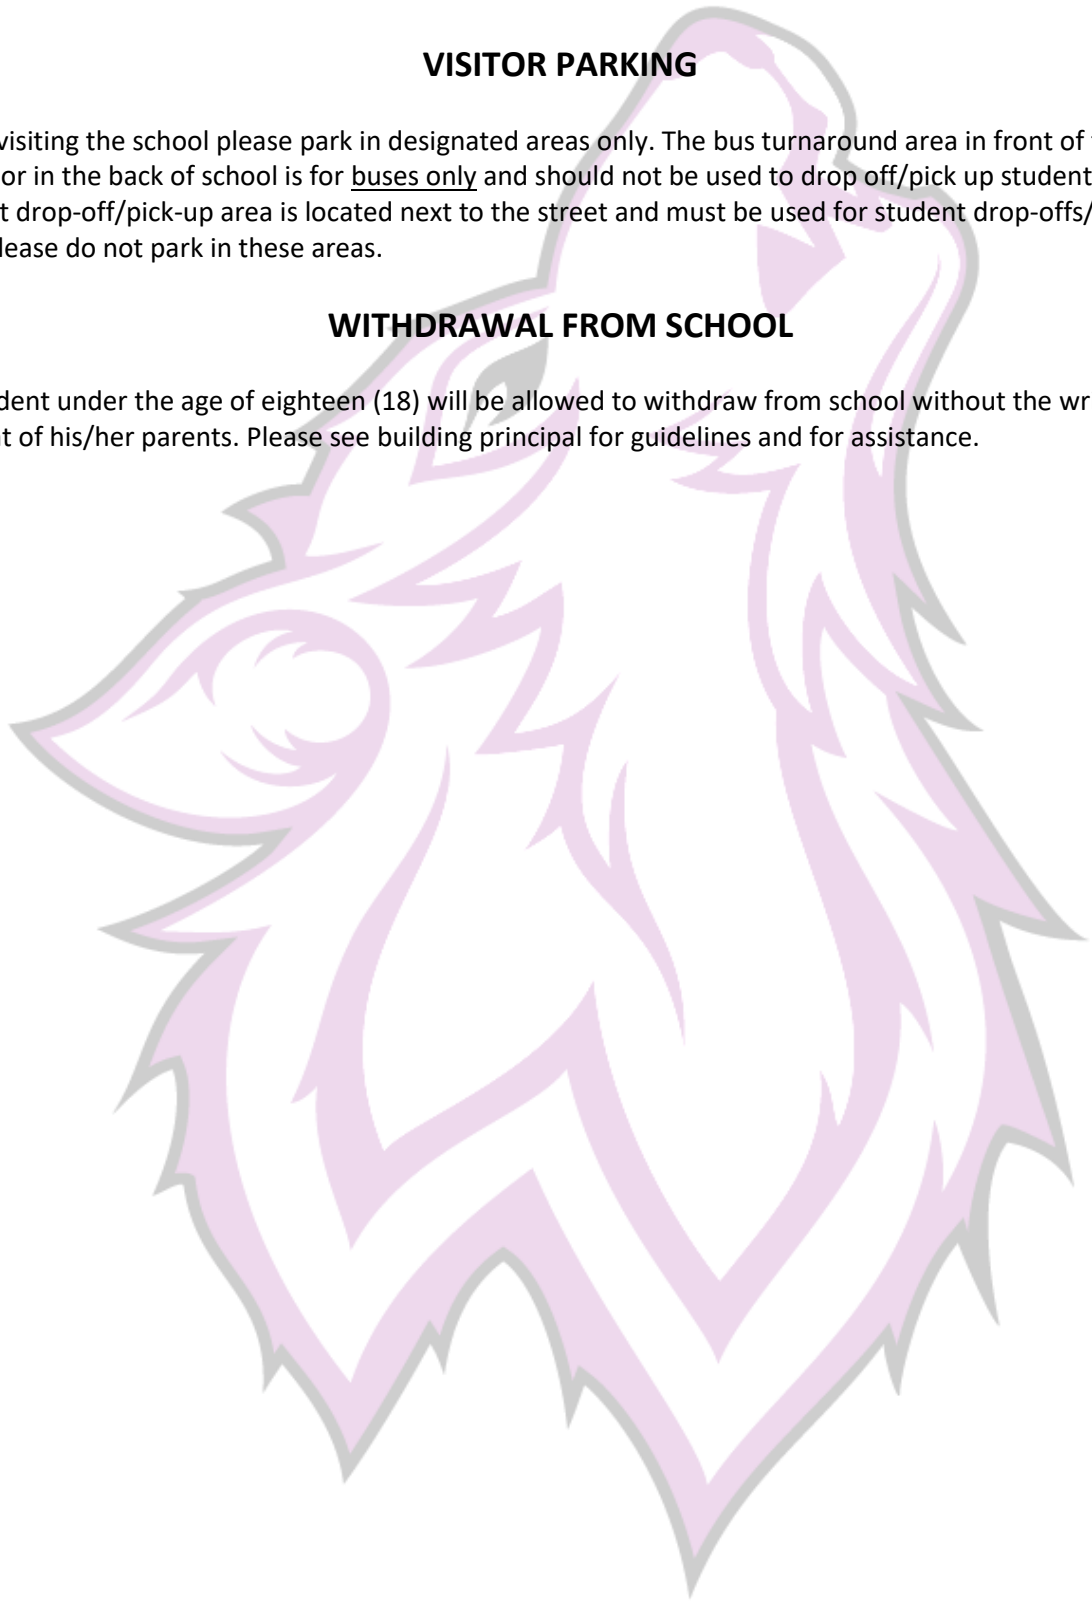 VISITOR PARKING
visiting the school please park in designated areas only. The bus turnaround area in front of
or in the back of school is for buses only and should not be used to drop off/pick up student
t drop-off/pick-up area is located next to the street and must be used for student drop-offs/
lease do not park in these areas.
WITHDRAWAL FROM SCHOOL
dent under the age of eighteen (18) will be allowed to withdraw from school without the wr
t of his/her parents. Please see building principal for guidelines and for assistance.